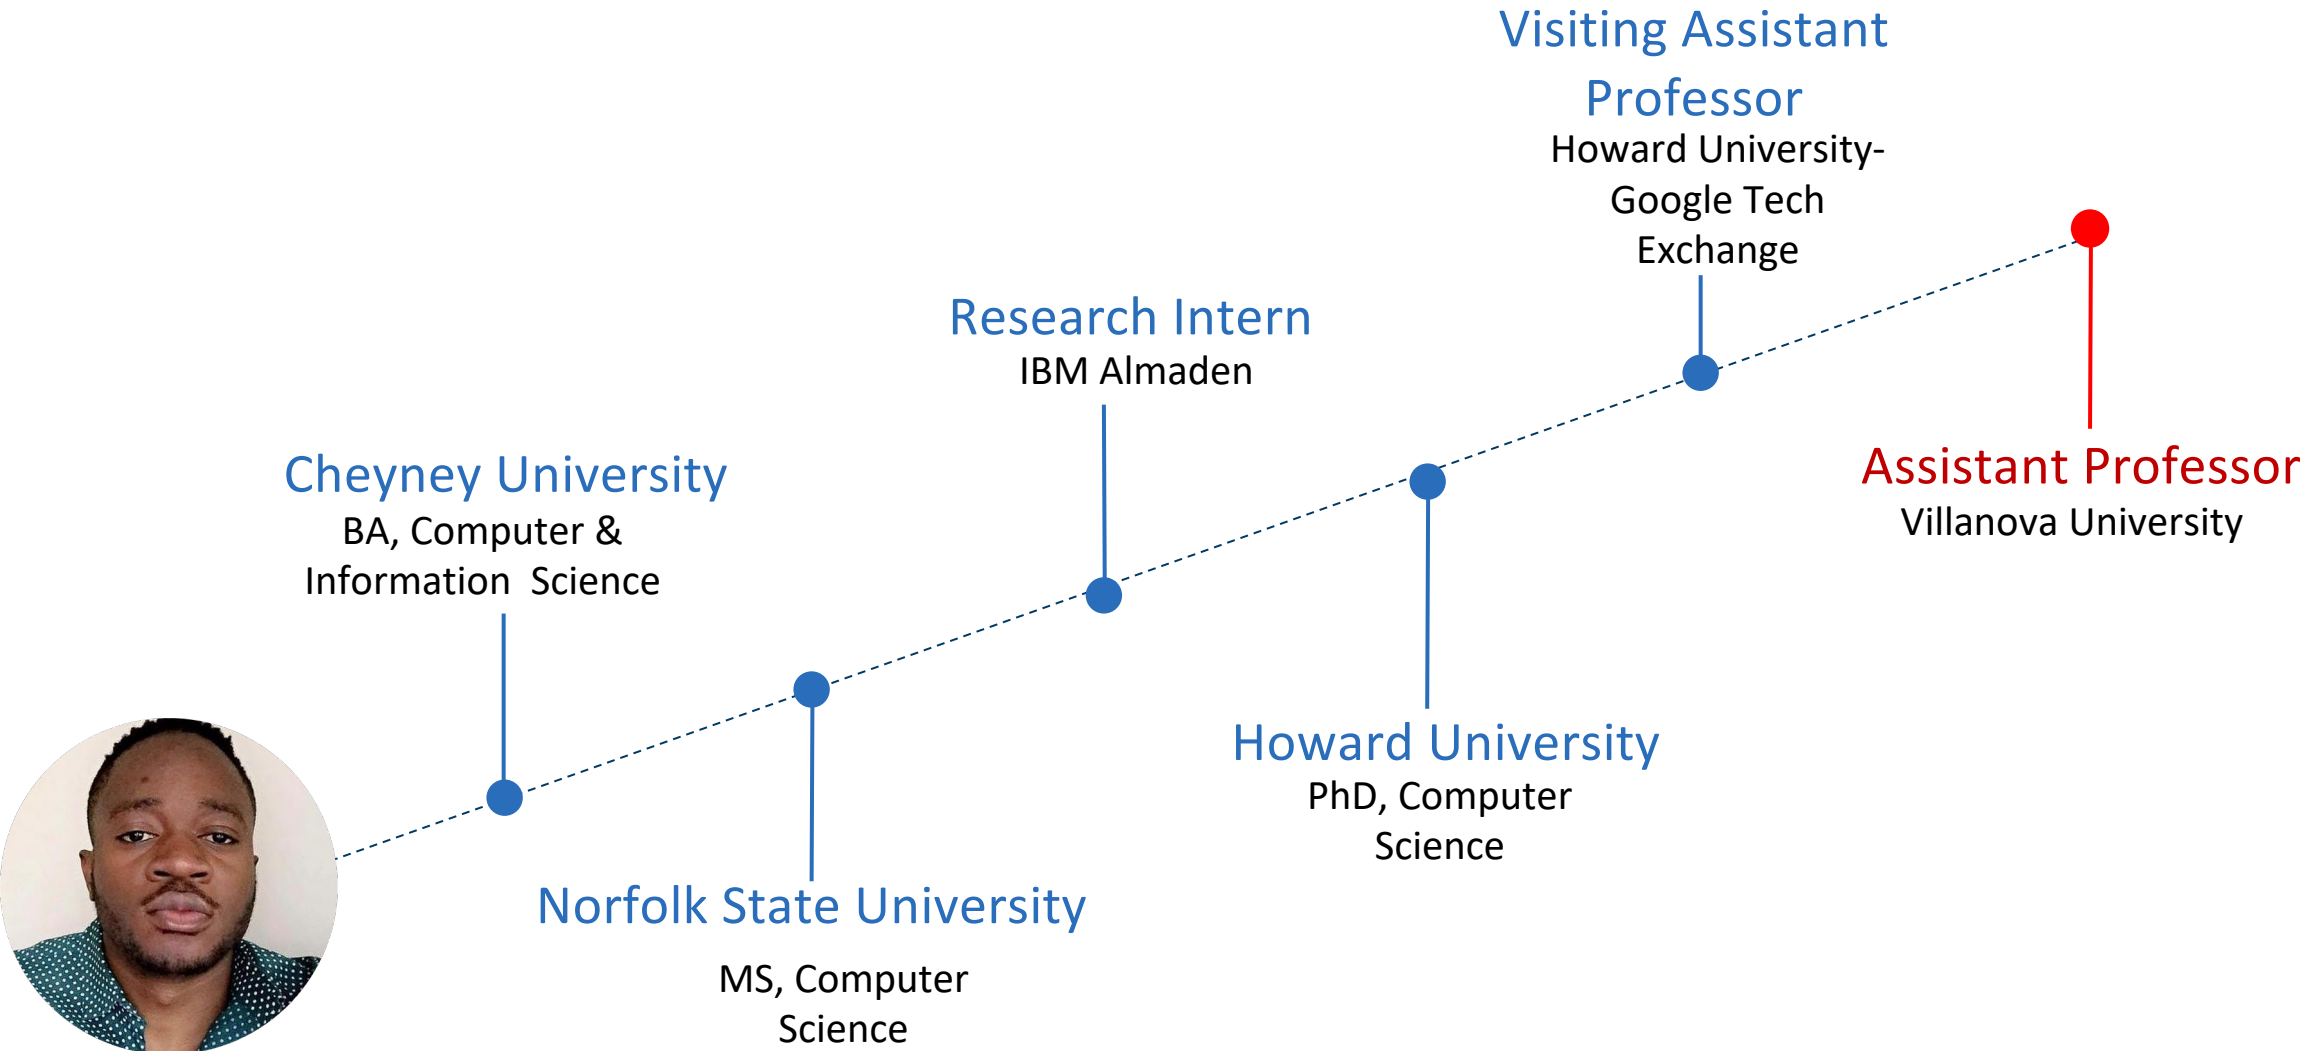 Visiting Assistant
Professor
Howard University-
Google Tech
Exchange
Research Intern
IBM Almaden
Cheyney University
BA, Computer &
Information  Science
Assistant Professor
Villanova University
Howard University
PhD, Computer
Science
Norfolk State University
MS, Computer
Science